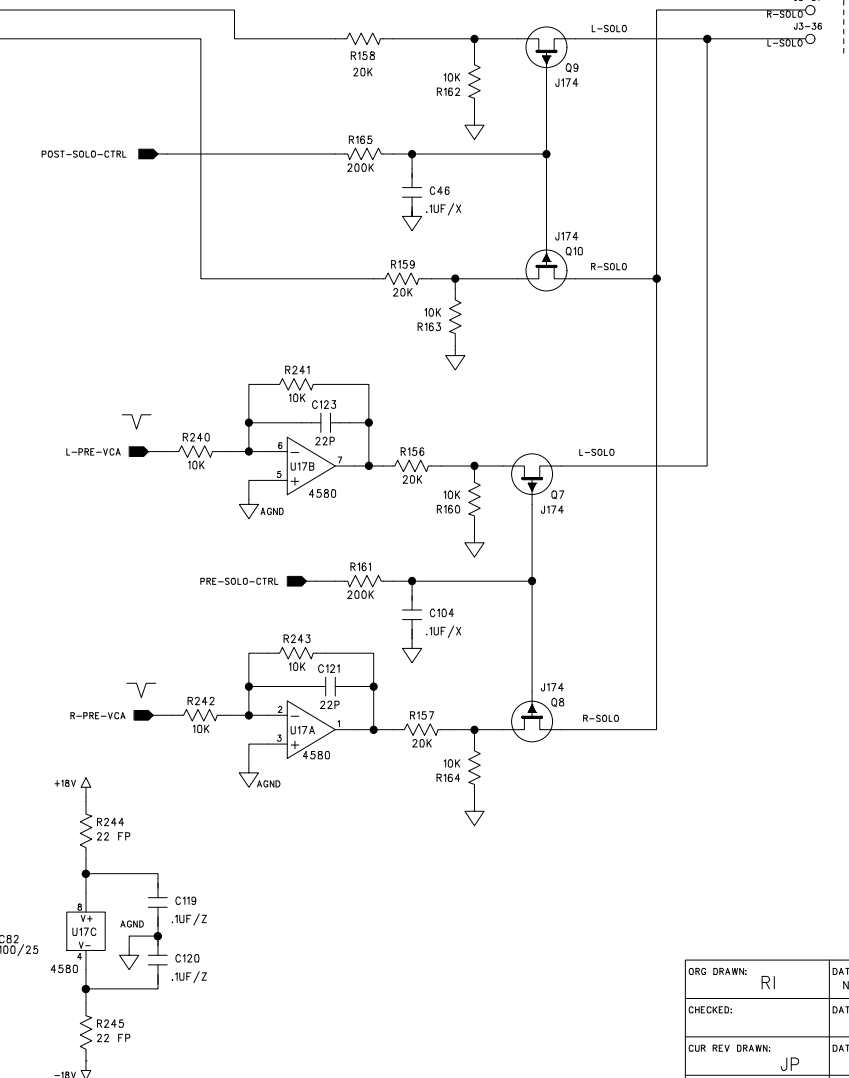 R-SOLO
J3-36
L-SOLO
L-SOLO
R158
20K
10K
R162
Q9
J174
POST-SOLO-CTRL
R165
200K
C46
.1UF/X
J174
Q10
R159
20K
R-SOLO
10K
R163
R241
10K
C123
22P
L-PRE-VCA
R240
10K
6
5
U17B
7
4580
AGND
R156
20K
10K
R160
L-SOLO
Q7
J174
PRE-SOLO-CTRL
R161
200K
C104
.1UF/X
R243
10K
C121
22P
R-PRE-VCA
R242
10K
2
3
U17A
1
4580
AGND
R157
20K
10K
R164
J174
Q8
R-SOLO
+18V
R244
22 FP
8
V+
U17C
V-
4
4580
AGND
C119
.1UF/Z
C120
.1UF/Z
C82
100/25
R245
22 FP
-18V
ORG DRAWN:
RI
DAT
N
CHECKED:
DAT
CUR REV DRAWN:
JP
DAT